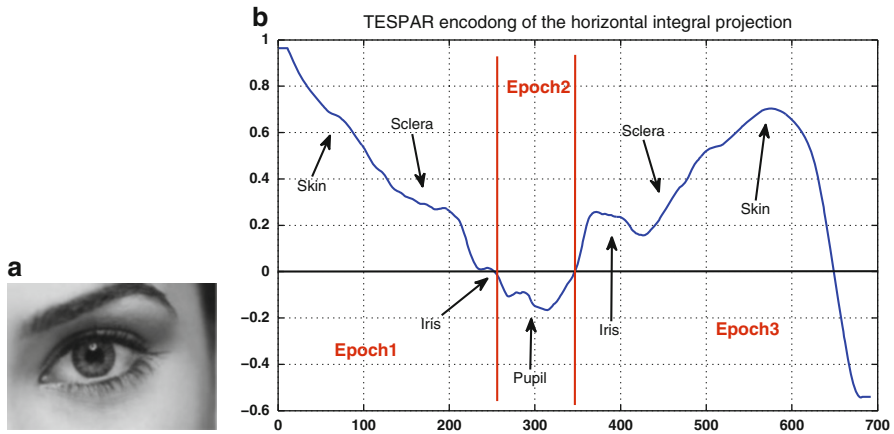 b
TESPAR encodong of the horizontal integral projection
1
0.8
0.6
0.4
0.2
0
−0.2
−0.4
−0.6
0 100 200 300 400 500 600 700
Epoch2
Sclera
Sclera
Skin
Skin
Iris
Iris
Epoch1
Epoch3
Pupil
a